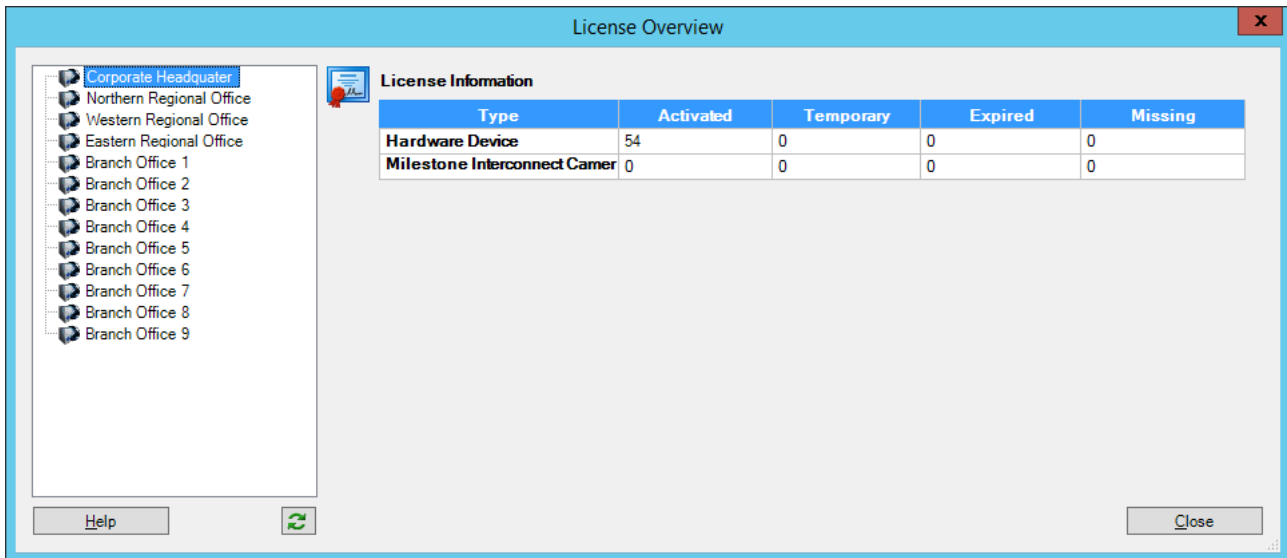 License Overview
x
Corporate Headquater
Northern Regional Office
Western Regional Office
Eastern Regional Office
Branch Office 1
Branch Office 2
Branch Office 3
Branch Office 4
Branch Office 5
Branch Office 6
Branch Office 7
Branch Office 8
Branch Office 9
License Information
Type Activated Temporary Expired Missing
Hardware Device 54 0 0 0
Milestone Interconnect Camer 0 0 0 0
Help
Close